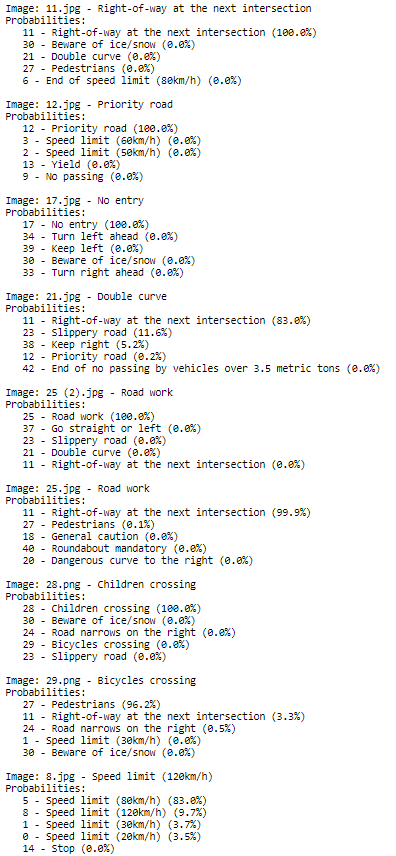 Image: 11.jpg - Right-of-way at the next intersection
Probabilities:
11 - Right-of-way at the next intersection (100.0%)
30 - Beware of ice/snow (0.0%)
21 - Double curve (0.0%)
27 - Pedestrians (0.0%)
6 - End of speed limit (80km/h) (0.0%)
Image: 12.jpg - Priority road
Probabilities:
12 - Priority road (100.0%)
3 - Speed limit (60km/h) (0.0%)
2 - Speed limit (50km/h) (0.0%)
13 - Yield (0.0%)
9 - No passing (0.0%)
Image: 17.jpg - No entry
Probabilities:
17 - No entry (100.0%)
34 - Turn left ahead (0.0%)
39 - Keep left (0.0%)
30 - Beware of ice/snow (0.0%)
33 - Turn right ahead (0.0%)
Image: 21.jpg - Double curve
Probabilities:
11 - Right-of-way at the next intersection (83.0%)
23 - Slippery road (11.6%)
38 - Keep right (5.2%)
12 - Priority road (0.2%)
42 - End of no passing by vehicles over 3.5 metric tons (0.0%)
Image: 25 (2).jpg - Road work
Probabilities:
25 - Road work (100.0%)
37 - Go straight or left (0.0%)
23 - Slippery road (0.0%)
21 - Double curve (0.0%)
11 - Right-of-way at the next intersection (0.0%)
Image: 25.jpg - Road work
Probabilities:
11 - Right-of-way at the next intersection (99.9%)
27 - Pedestrians (0.1%)
18 - General caution (0.0%)
40 - Roundabout mandatory (0.0%)
20 - Dangerous curve to the right (0.0%)
Image: 28.png - Children crossing
Probabilities:
28 - Children crossing (100.0%)
30 - Beware of ice/snow (0.0%)
24 - Road narrows on the right (0.0%)
29 - Bicycles crossing (0.0%)
23 - Slippery road (0.0%)
Image: 29.png - Bicycles crossing
Probabilities:
27 - Pedestrians (96.2%)
11 - Right-of-way at the next intersection (3.3%)
24 - Road narrows on the right (0.5%)
1 - Speed limit (30km/h) (0.0%)
30 - Beware of ice/snow (0.0%)
Image: 8.jpg - Speed limit (120km/h)
Probabilities:
5 - Speed limit (80km/h) (83.0%)
8 - Speed limit (120km/h) (9.7%)
1 - Speed limit (30km/h) (3.7%)
0 - Speed limit (20km/h) (3.5%)
14 - Stop (0.0%)